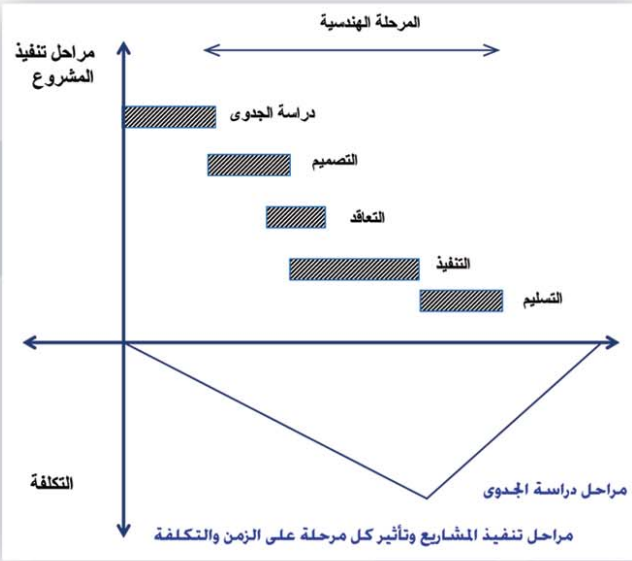 المرحلة الهندسية
مراحل تنفيذ
المشروع
دراسة الجدوى
التصميم
التعاقد
التنفيذ
التسليم
التكلفة
مراحل دراسة الجدوى
مراحل تنفيذ المشاريع وتأثير كل مرحلة على الزمن والتكلفة